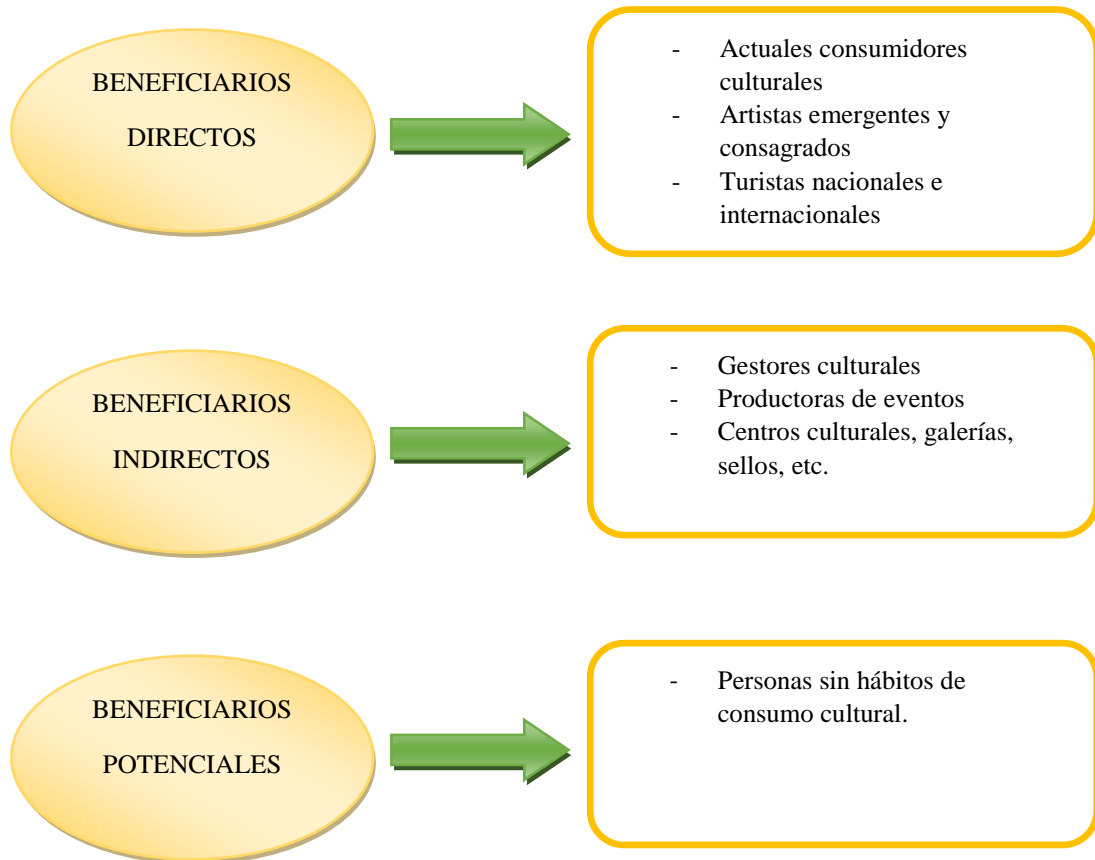 BENEFICIARIOS
DIRECTOS
- Actuales consumidores
culturales
- Artistas emergentes y
consagrados
- Turistas nacionales e
internacionales
BENEFICIARIOS
INDIRECTOS
- Gestores culturales
- Productoras de eventos
- Centros culturales, galerías,
sellos, etc.
BENEFICIARIOS
POTENCIALES
- Personas sin hábitos de
consumo cultural.